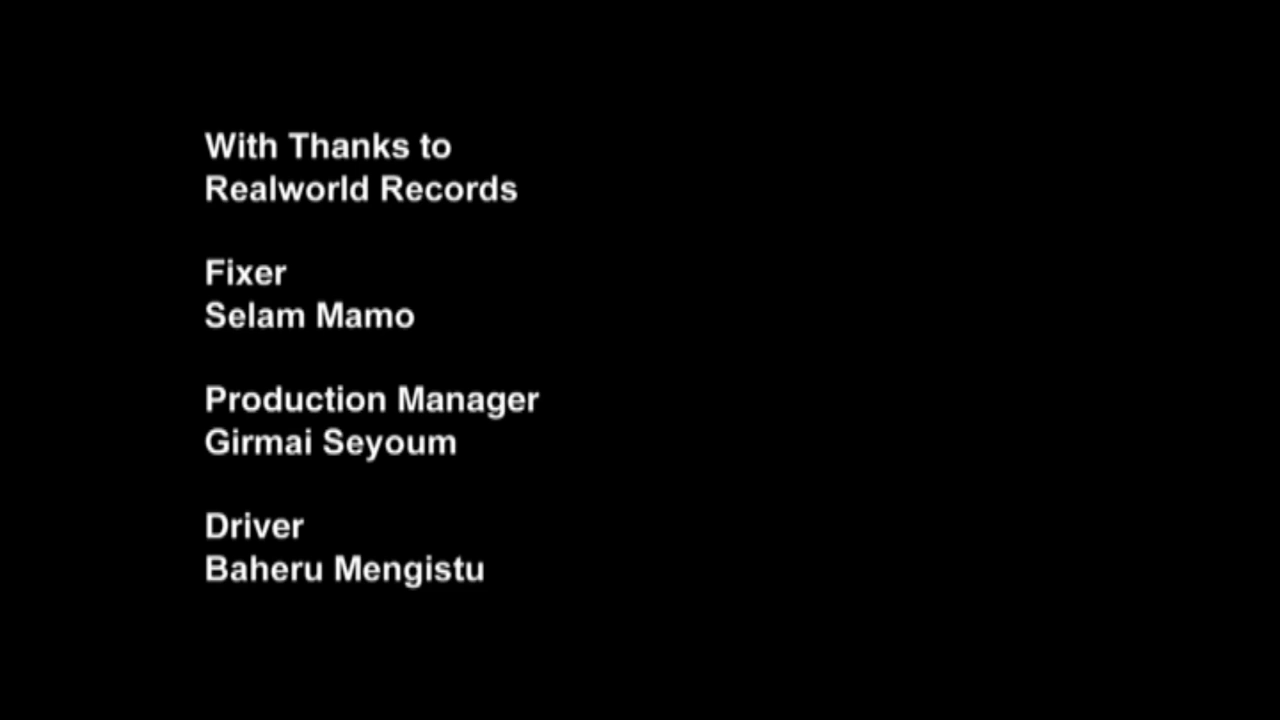 With Thanks to
Realworld Records
Fixer
Selam Mamo
Production Manager
Girmai Seyoum
Driver
Baheru Mengistu